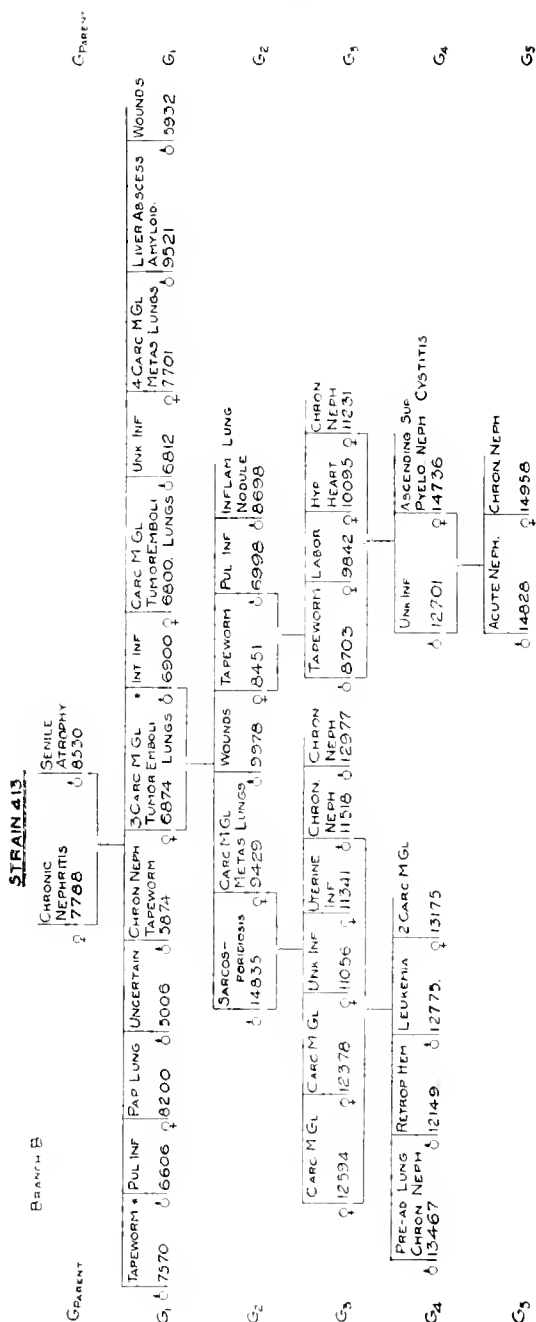 STRAIN 413
BRANCH B
GPARENT
CHRONIC NEPHRITIS
♀ 7788
SENILE ATROPHY
♂ 8530
GPARENT
G1
TAPEWORM *
♂ 7570
PUL INF
♂ 6606
PAP LUNG
♀ 8200
UNCERTAIN
♂ 5006
CHRON NEPH
TAPEWORM
♂ 5874
3 CARC M GL
TUMOR EMBOLI
LUNGS
♀ 6874
* INT INF
♂ 6900
CARC M GL
TUMOR EMBOLI
LUNGS
♀ 6800
UNK INF
♂ 6812
4 CARC M GL
METAS LUNGS
♀ 7701
LIVER ABSCESS
AMYLOID.
♂ 9521
WOUNDS
♂ 5932
G1
G2
SARCOS-
PORIDIOSIS
♂ 14835
CARC M GL
METAS LUNGS
♀ 9429
WOUNDS
♂ 9978
TAPEWORM
♀ 8451
PUL INF
♂ 6998
INFLAM LUNG
NODULE
♂ 8698
G2
G3
CARC M GL
♀ 12594
CARC M GL
♀ 12378
UNK INF
♀ 11056
UTERINE
INF
♀ 11341
CHRON.
NEPH
♂ 11518
CHRON
NEPH
♂ 12977
TAPEWORM
♂ 8703
LABOR
♀ 9842
HYP
HEART
♀ 10095
CHRON
NEPH
♀ 11231
G3
G4
PRE-AD LUNG
CHRON NEPH
♂ 13467
RETROP HEM
♂ 12149
LEUKEMIA
♂ 12775.
2 CARC M GL
♀ 13175
UNK INF
♂ 12701
ASCENDING SUP
PYELO. NEPH CYSTITIS
♀ 14736
G4
G5
ACUTE NEPH.
♂ 14828
CHRON. NEPH
♀ 14958
G5